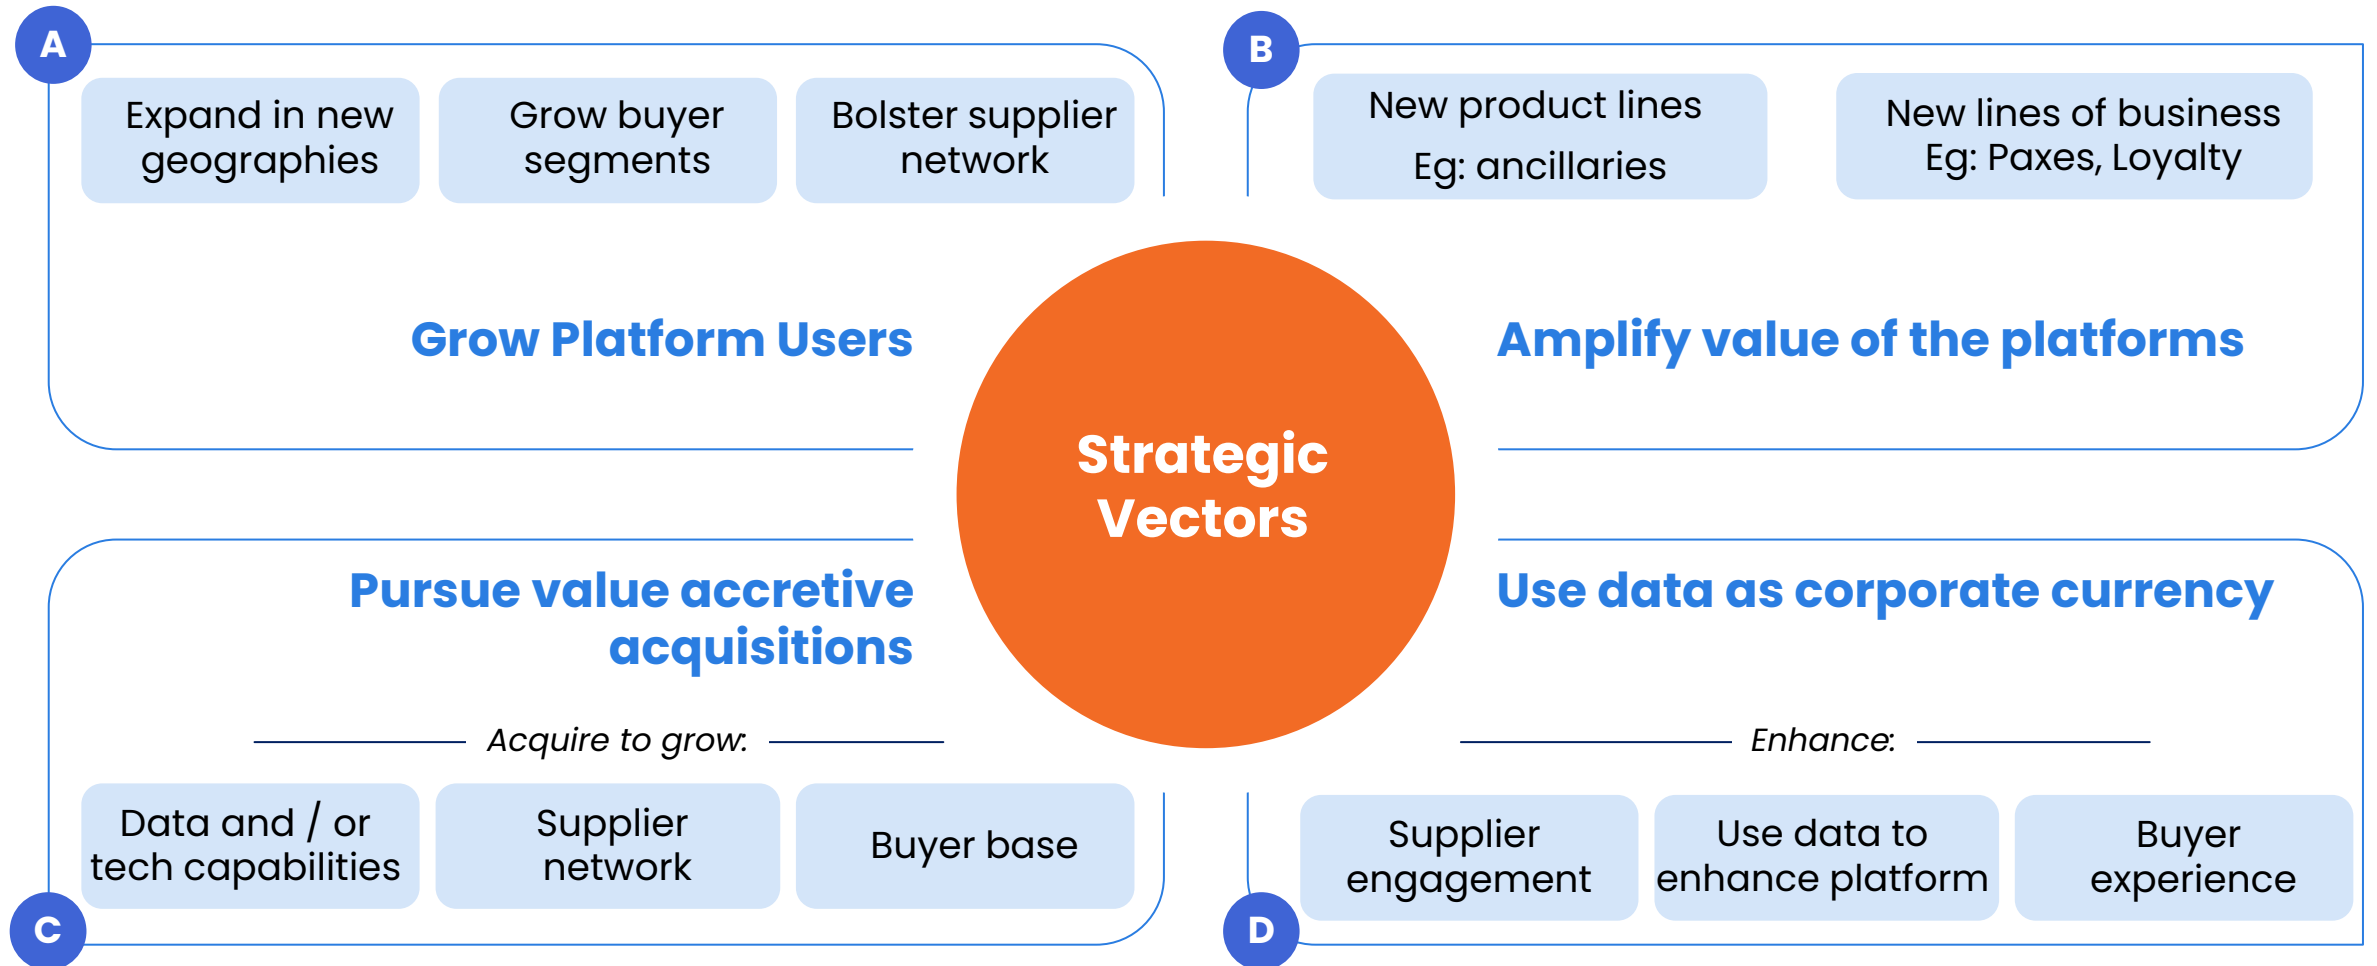 A
Expand in new
geographies
Grow buyer
segments
Bolster supplier
network
Grow Platform Users
B
New product lines
Eg: ancillaries
New lines of business
Eg: Paxes, Loyalty
Amplify value of the platforms
Strategic
Vectors
Pursue value accretive
acquisitions
Acquire to grow:
Data and / or
tech capabilities
Supplier
network
Buyer base
C
Use data as corporate currency
Enhance:
Supplier
engagement
Use data to
enhance platform
Buyer
experience
D